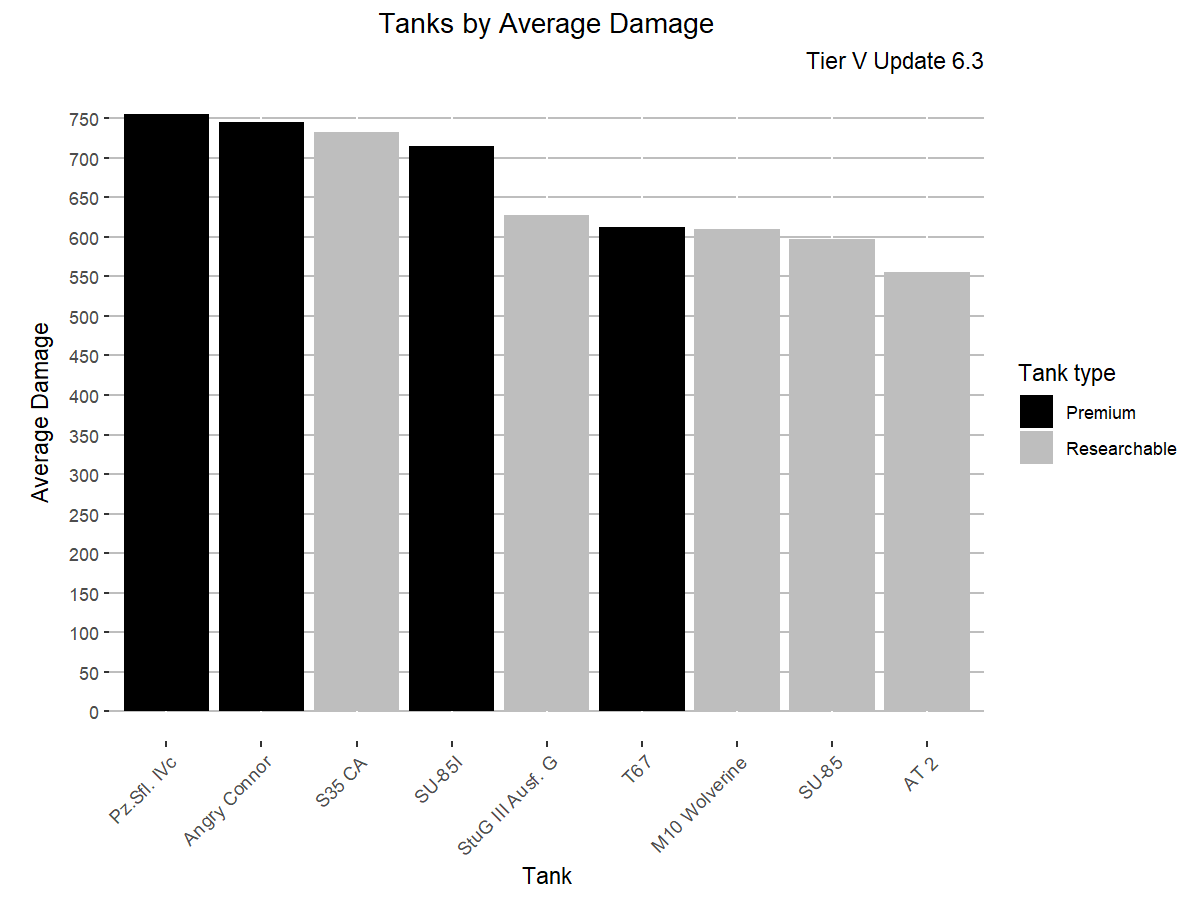 Tanks by Average Damage
Tier V Update 6.3
Average Damage
750
700
650
600
550
500
450
400
350
300
250
200
150
100
50
0
Pz.Sfl. IVc
Angry Connor
S35 CA
SU-85I
StuG III Ausf. G
T67
M10 Wolverine
SU-85
AT 2
Tank
Tank type
Premium
Researchable